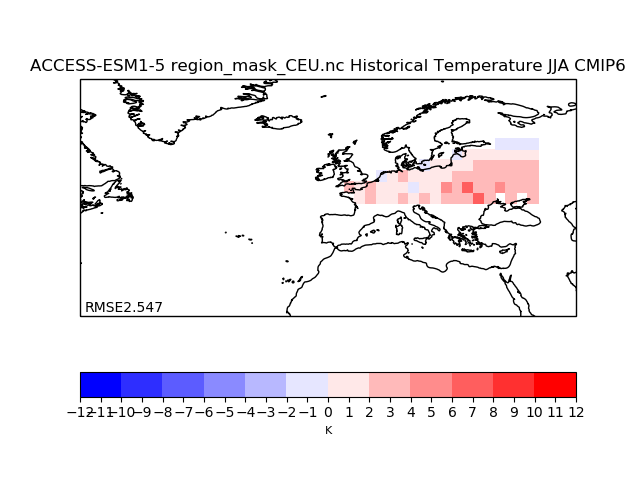 ACCESS-ESM1-5 region_mask_CEU.nc Historical Temperature JJA CMIP6
RMSE2.547
−12 −11 −10 −9 −8 −7 −6 −5 −4 −3 −2 −1 0 1 2 3 4 5 6 7 8 9 10 11 12
K